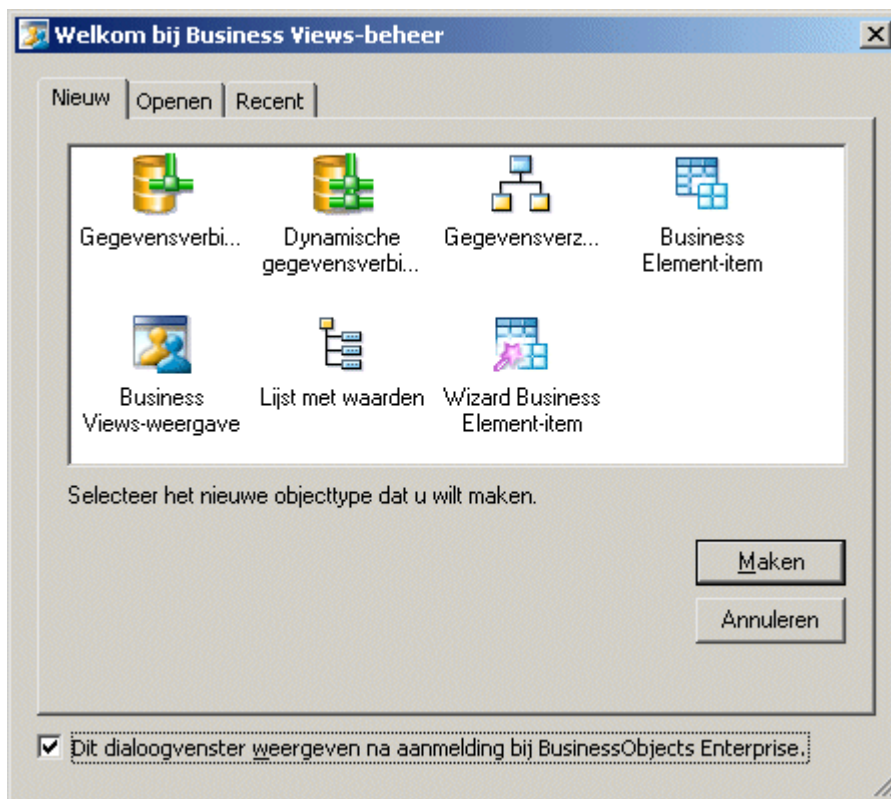 Welkom bij Business Views-beheer
Nieuw Openen Recent
Gegevensverbi... Dynamische gegevensverbi... Gegevensverz... Business Element-item
Business Views-weergave Lijst met waarden Wizard Business Element-item
Selecteer het nieuwe objecttype dat u wilt maken.
Maken
Annuleren
Dit dialoogvenster weergeven na aanmelding bij BusinessObjects Enterprise.